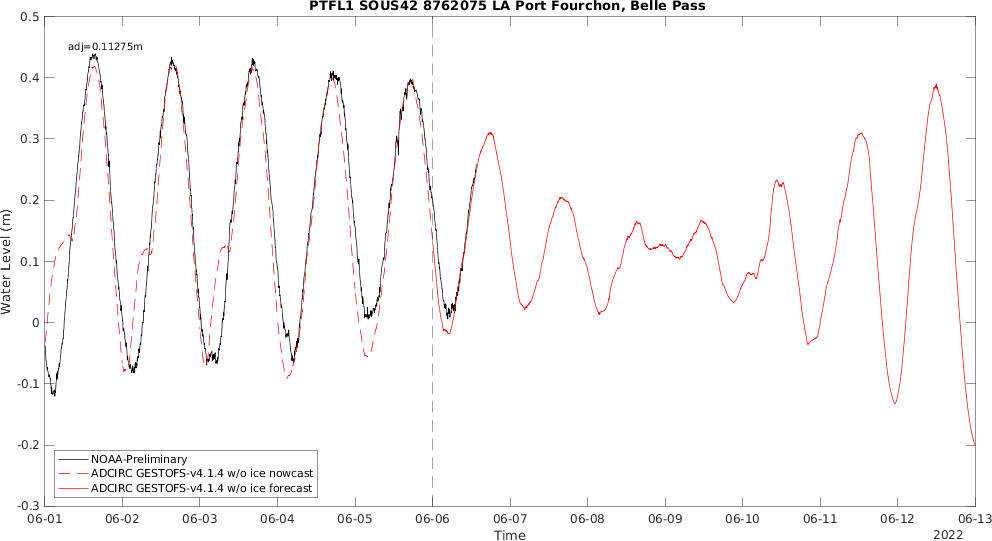 PTFL1 SOUS42 8762075 LA Port Fourchon, Belle Pass
0.5
adj=0.11275m
0.4
0.3
0.2
0.1
0
-0.1
-0.2
-0.3
Water Level (m)
NOAA-Preliminary
ADCIRC GESTOFS-v4.1.4 w/o ice nowcast
ADCIRC GESTOFS-v4.1.4 w/o ice forecast
06-01 06-02 06-03 06-04 06-05 06-06 06-07 06-08 06-09 06-10 06-11 06-12 06-13
Time
2022